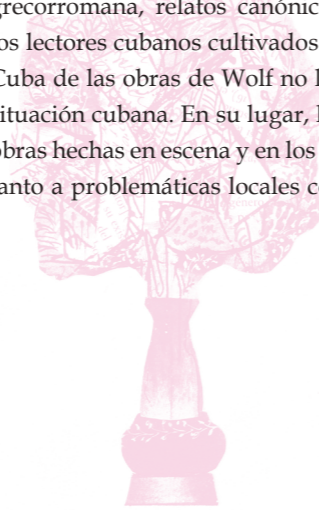 grecorromana, relatos canónic
os lectores cubanos cultivados
Cuba de las obras de Wolf no l
ituación cubana. En su lugar, l
obras hechas en escena y en los
anto a problemáticas locales c